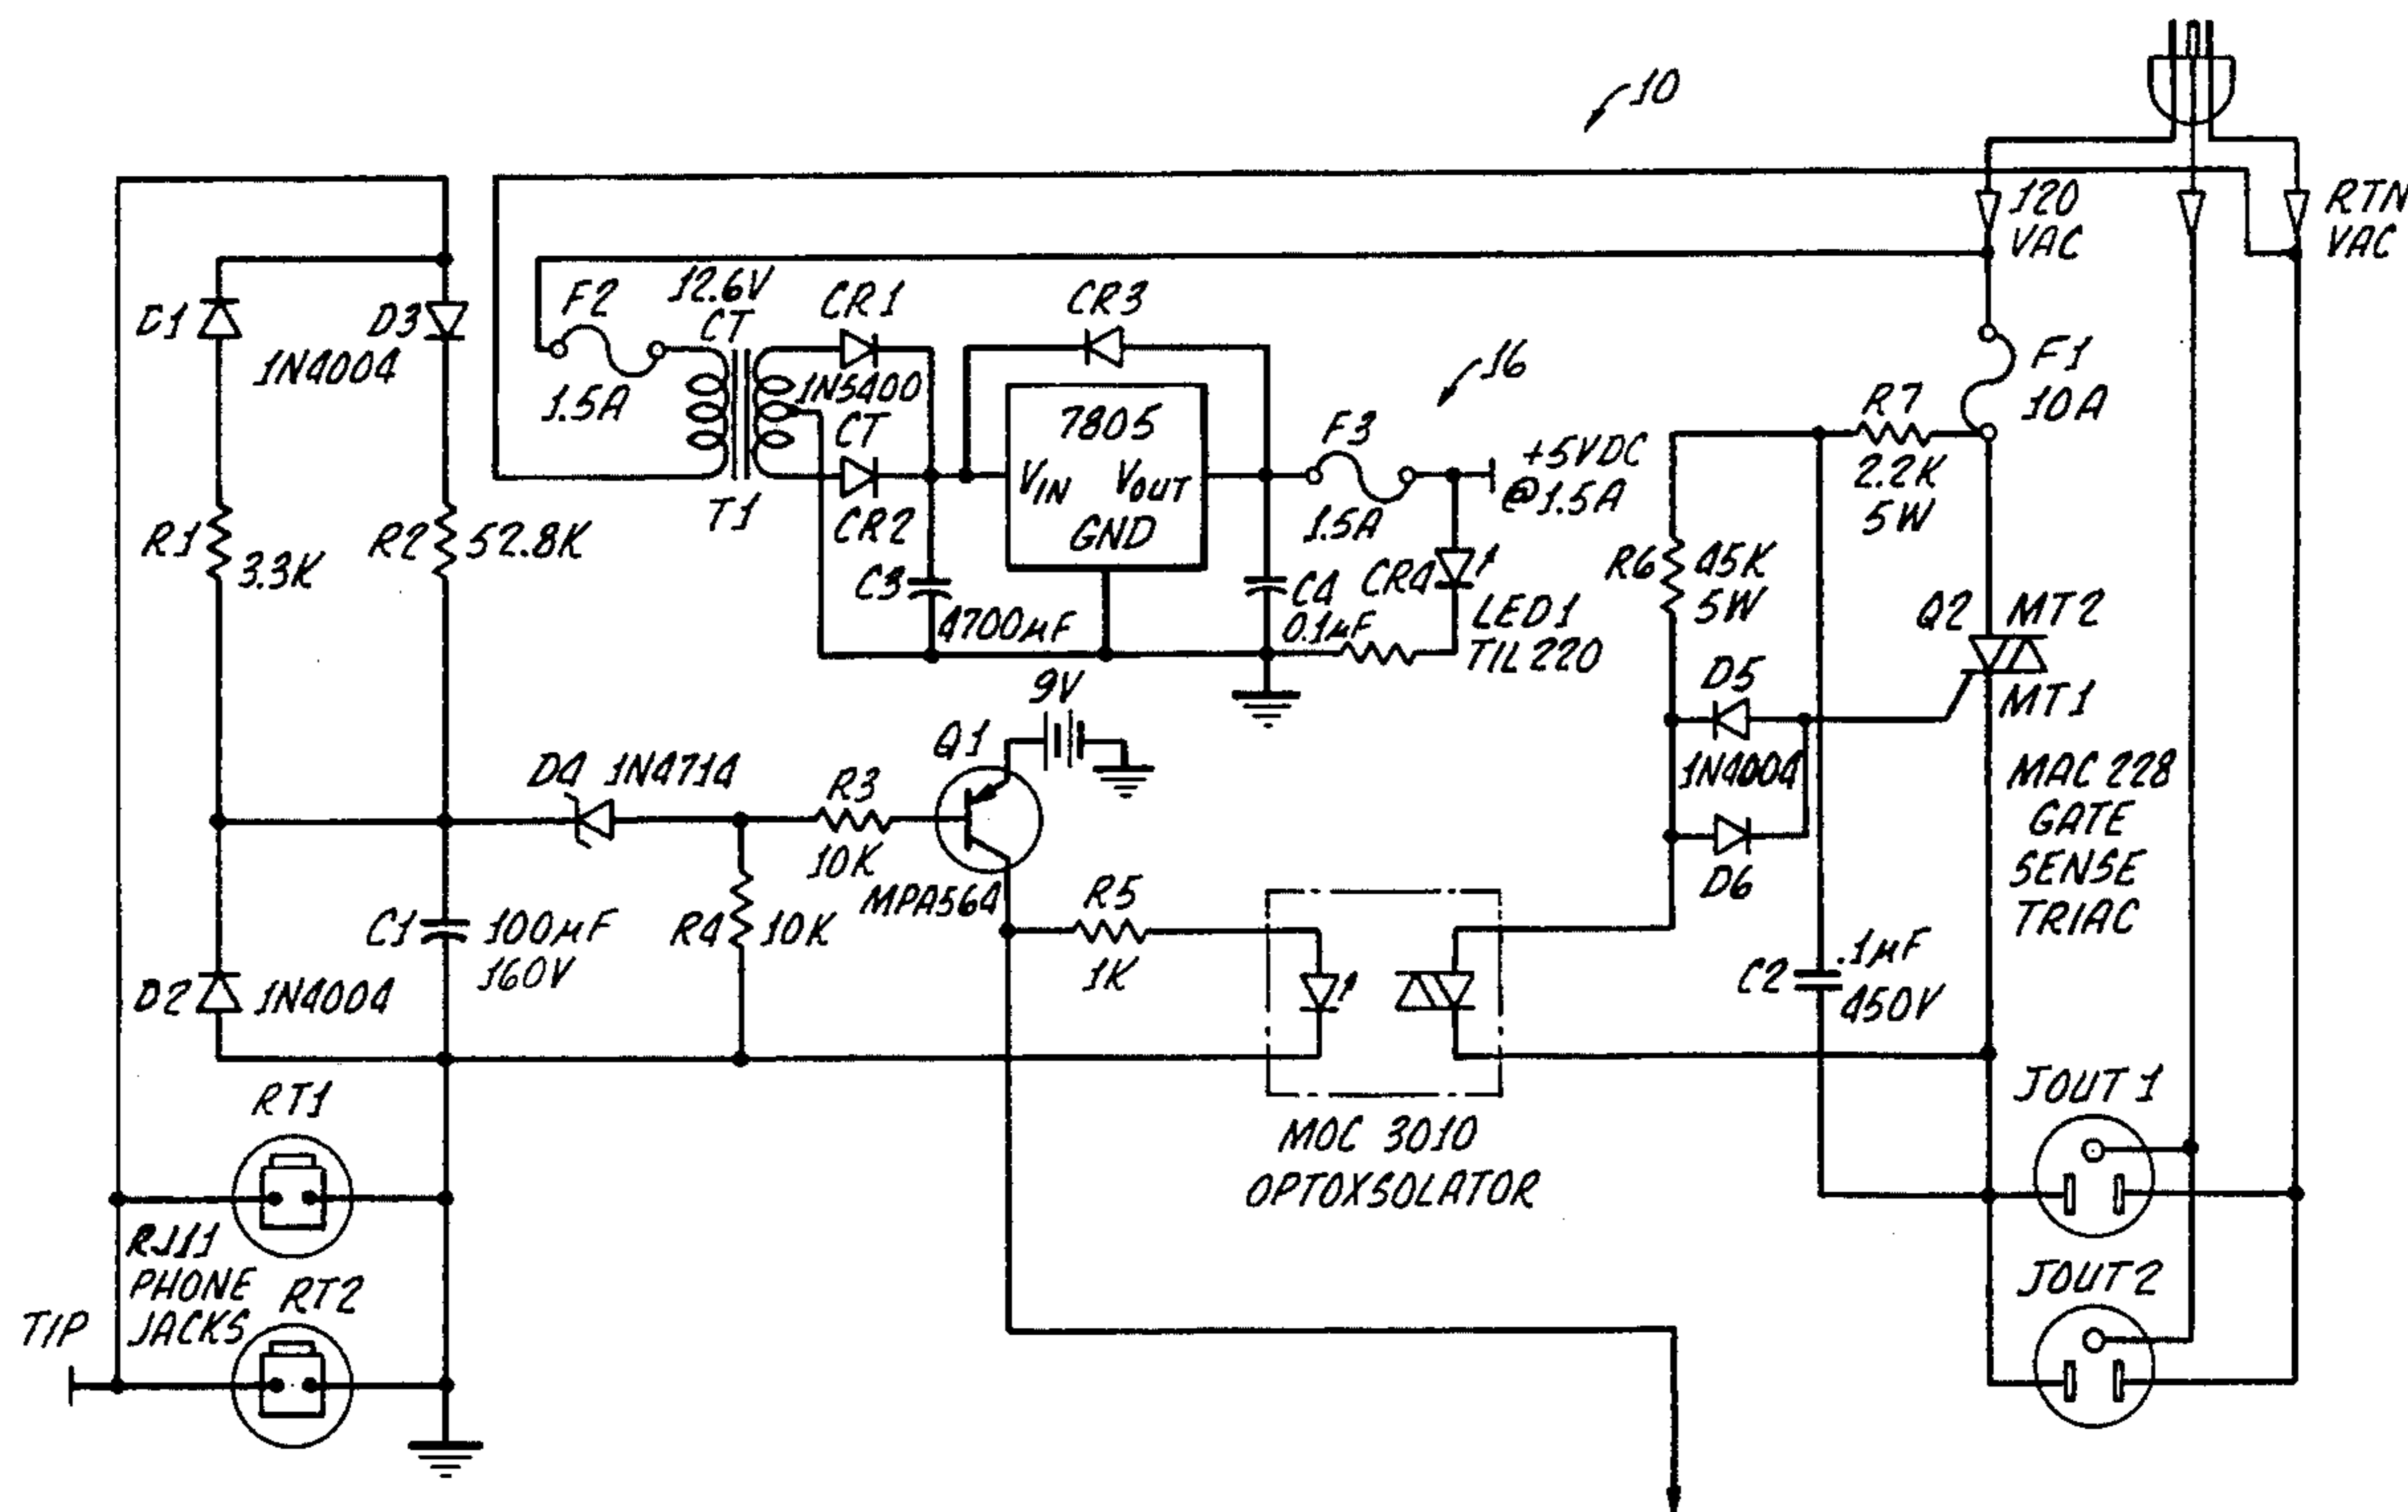 10
120
VAC
RTN
VAC
12.6V
CT
F2
1.5A
CR1
1N5400
CT
CR2
T1
CR3
16
7805
VIN
VOUT
GND
F3
1.5A
+5VDC
@1.5A
F1
10A
R7
2.2K
5W
D1
D3
1N4004
R1
3.3K
R2
52.8K
C3
4700µF
C4
0.1µF
CR4
LED1
TIL220
R6
45K
5W
Q2
MT2
MT1
D5
1N4004
D6
MAC 228
GATE
SENSE
TRIAC
9V
Q1
D4
1N4714
R3
10K
MPA564
R4
10K
R5
1K
C1
100µF
160V
D2
1N4004
C2
.1µF
450V
MOC 3010
OPTOXSOLATOR
RT1
RJ11
PHONE
JACKS
RT2
TIP
JOUT 1
JOUT 2